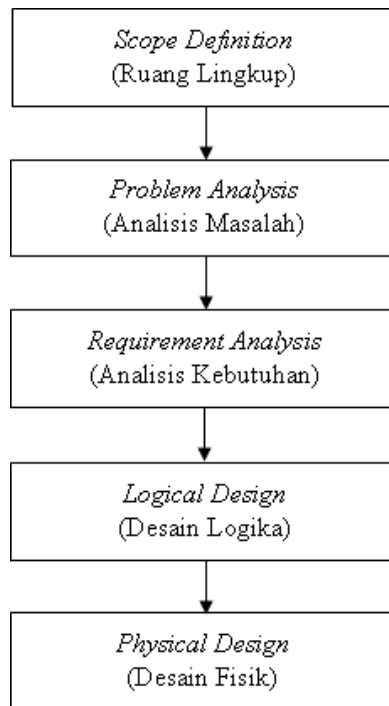 Scope Definition
(Ruang Lingkup)
Problem Analysis
(Analisis Masalah)
Requirement Analysis
(Analisis Kebutuhan)
Logical Design
(Desain Logika)
Physical Design
(Desain Fisik)